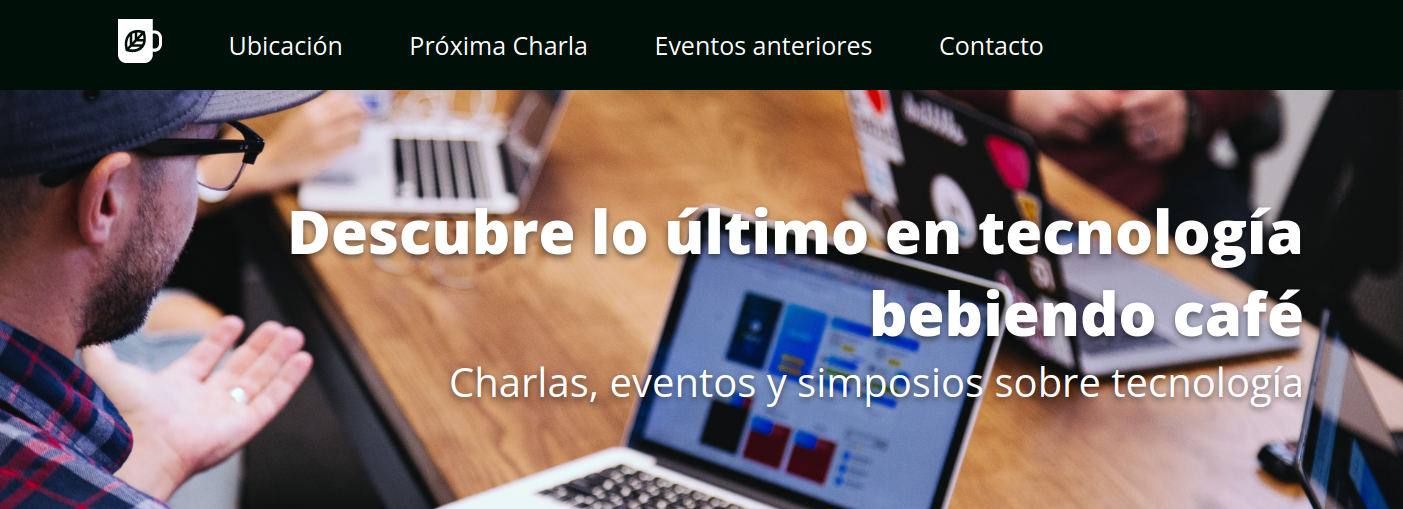 Ubicación Próxima Charla Eventos anteriores Contacto
Descubre lo último en tecnología
bebiendo café
Charlas, eventos y simposios sobre tecnología